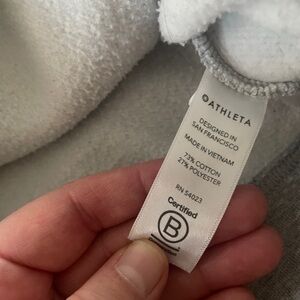 ATHLETA
DESIGNED IN
SAN FRANCISCO
MADE IN VIETNAM
73% COTTON
27% POLYESTER
RN 54023
Certified
B